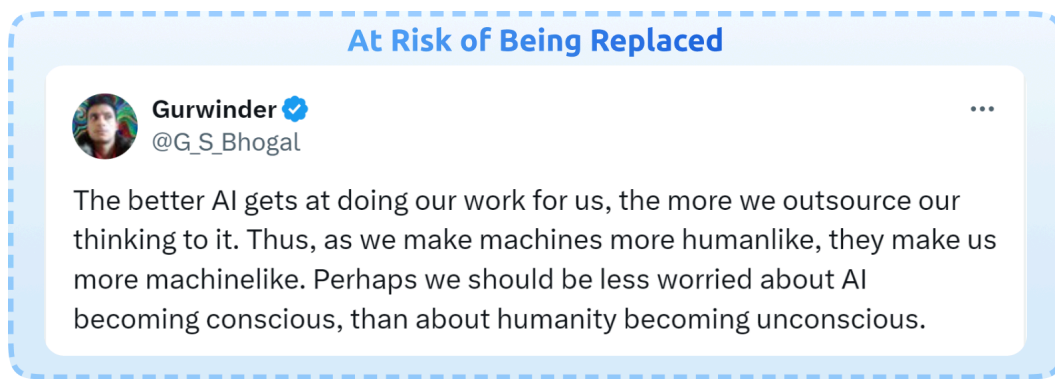 At Risk of Being Replaced
Gurwinder
@G_S_Bhogal
The better AI gets at doing our work for us, the more we outsource our
thinking to it. Thus, as we make machines more humanlike, they make us
more machinelike. Perhaps we should be less worried about AI
becoming conscious, than about humanity becoming unconscious.